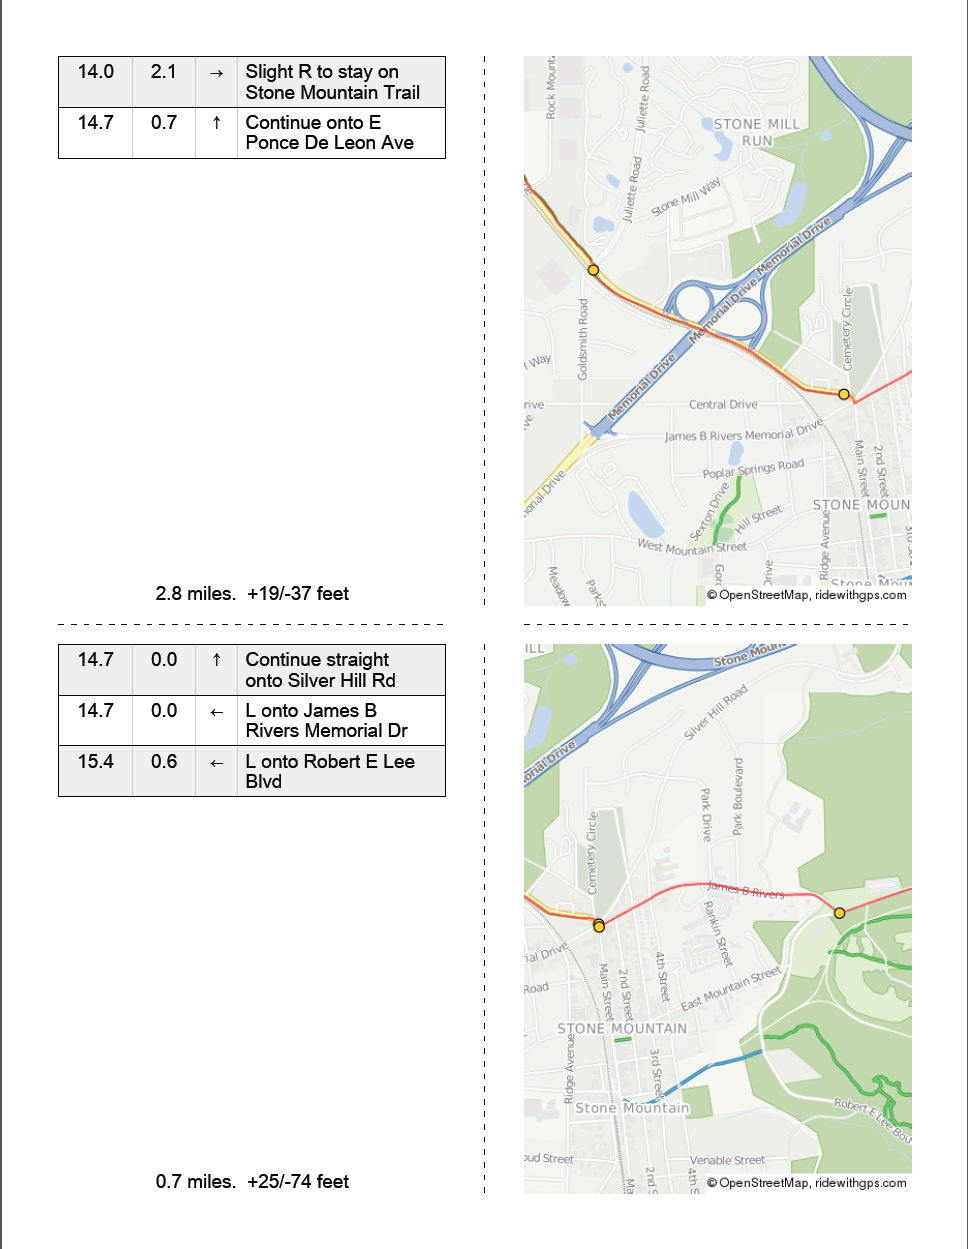 14.0 2.1 → Slight R to stay on
Stone Mountain Trail
14.7 0.7 ↑ Continue onto E
Ponce De Leon Ave
2.8 miles. +19/-37 feet
Rock Mount
Juliette Road
STONE MILL
RUN
Juliette Road
Stone Mill Way
Memorial Drive
Memorial Drive
Memorial Drive
Goldsmith Road
Cemetery Circle
Way
rive
Central Drive
James B Rivers Memorial Drive
Main Street
2nd Street
Poplar Springs Road
orial Drive
Sexton Drive
Hill Street
STONE MOUN
West Mountain Street
Ridge Avenue
Drive
Meadow
Parks
Stone Mou
© OpenStreetMap, ridewithgps.com
14.7 0.0 ↑ Continue straight
onto Silver Hill Rd
14.7 0.0 ← L onto James B
Rivers Memorial Dr
15.4 0.6 ← L onto Robert E Lee
Blvd
0.7 miles. +25/-74 feet
ILL
Stone Moun
Silver Hill Road
orial Drive
Park Boulevard
Park Drive
Cemetery Circle
James B Rivers
Rankin Street
rial Drive
Road
Main Street
2nd Street
4th Street
East Mountain Street
STONE MOUNTAIN
Ridge Avenue
3rd Street
Stone Mountain
Robert E Lee Bou
oud Street
Venable Street
Ma
2nd S
4th S
© OpenStreetMap, ridewithgps.com